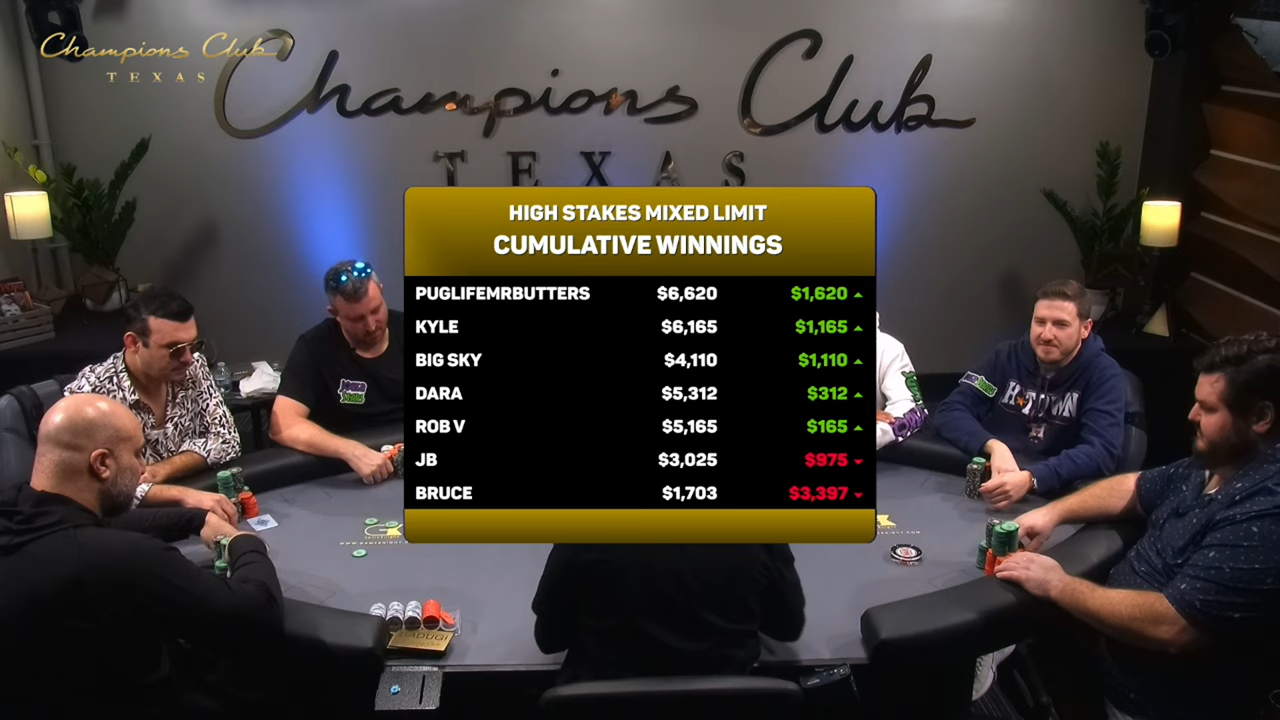 Champions Club
TEXAS
Champions Club
TEXAS
HIGH STAKES MIXED LIMIT
CUMULATIVE WINNINGS
PUGLIFEMRBUTTERS $6,620 $1,620
KYLE $6,165 $1,165
BIG SKY $4,110 $1,110
DARA $5,312 $312
ROB V $5,165 $165
JB $3,025 $975
BRUCE $1,703 $3,397
H-TOWN
BADUGI